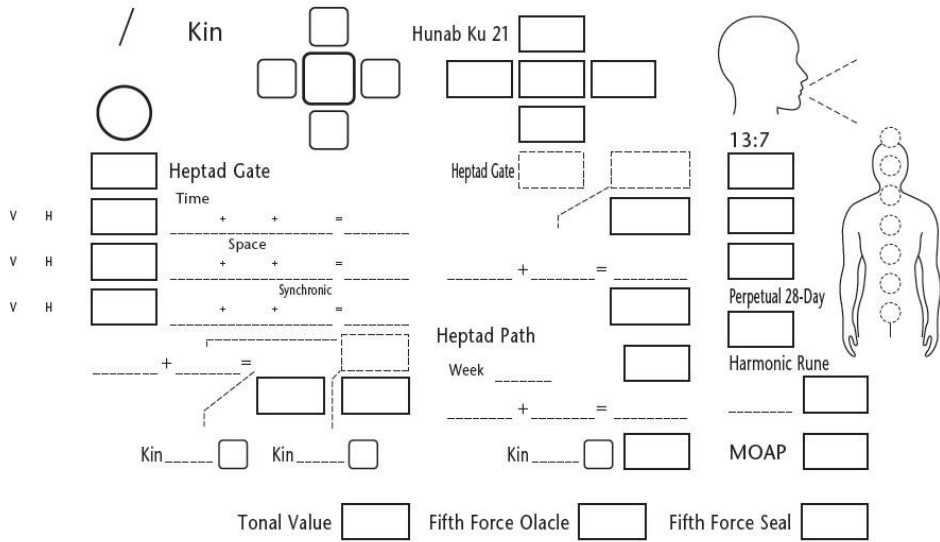 / Kin Hunab Ku 21
13:7
Heptad Gate Heptad Gate
Time
V H + + =
Space
V H + + = + =
Synchronic Perpetual 28-Day
V H + + =
Heptad Path
+ = Week Harmonic Rune
+ =
Kin Kin Kin MOAP
Tonal Value Fifth Force Olacle Fifth Force Seal